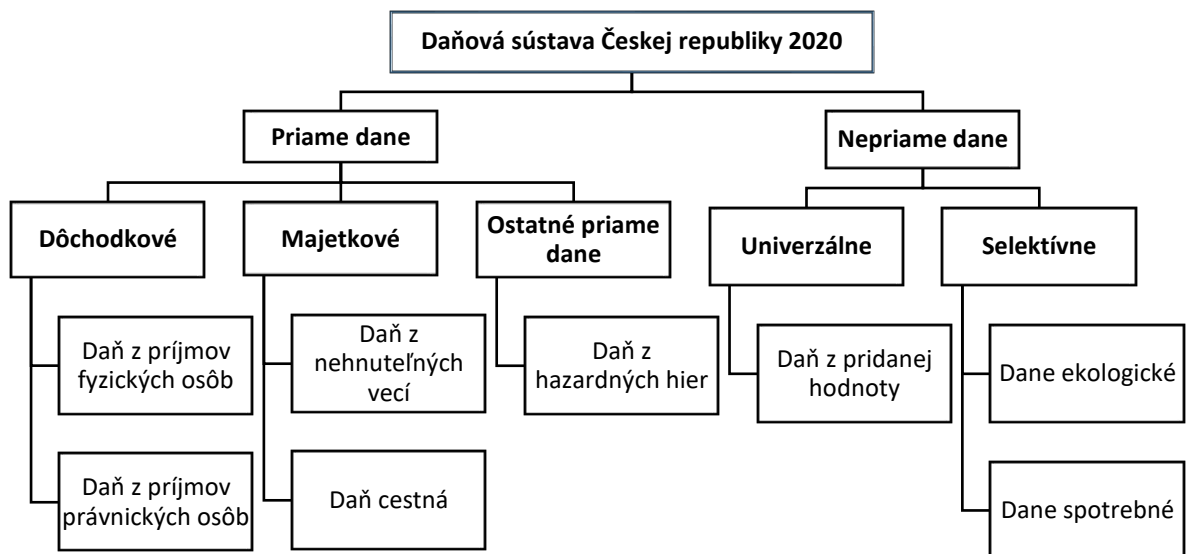 Daňová sústava Českej republiky 2020
Priame dane
Nepriame dane
Dôchodkové
Majetkové
Ostatné priame
dane
Univerzálne
Selektívne
Daň z príjmov
fyzických osôb
Daň z
nehnuteľných
vecí
Daň z
hazardných hier
Daň z pridanej
hodnoty
Dane ekologické
Daň z príjmov
právnických osôb
Daň cestná
Dane spotrebné